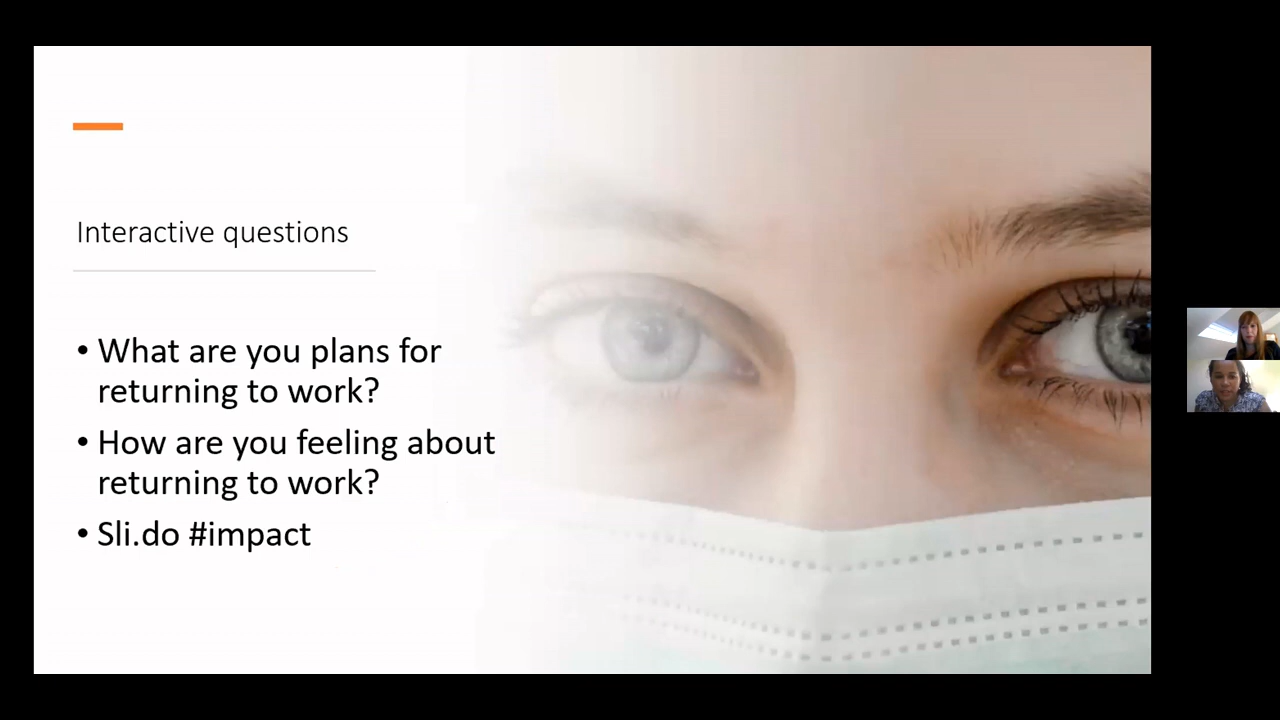 Interactive questions
• What are you plans for
returning to work?
• How are you feeling about
returning to work?
• Sli.do #impact